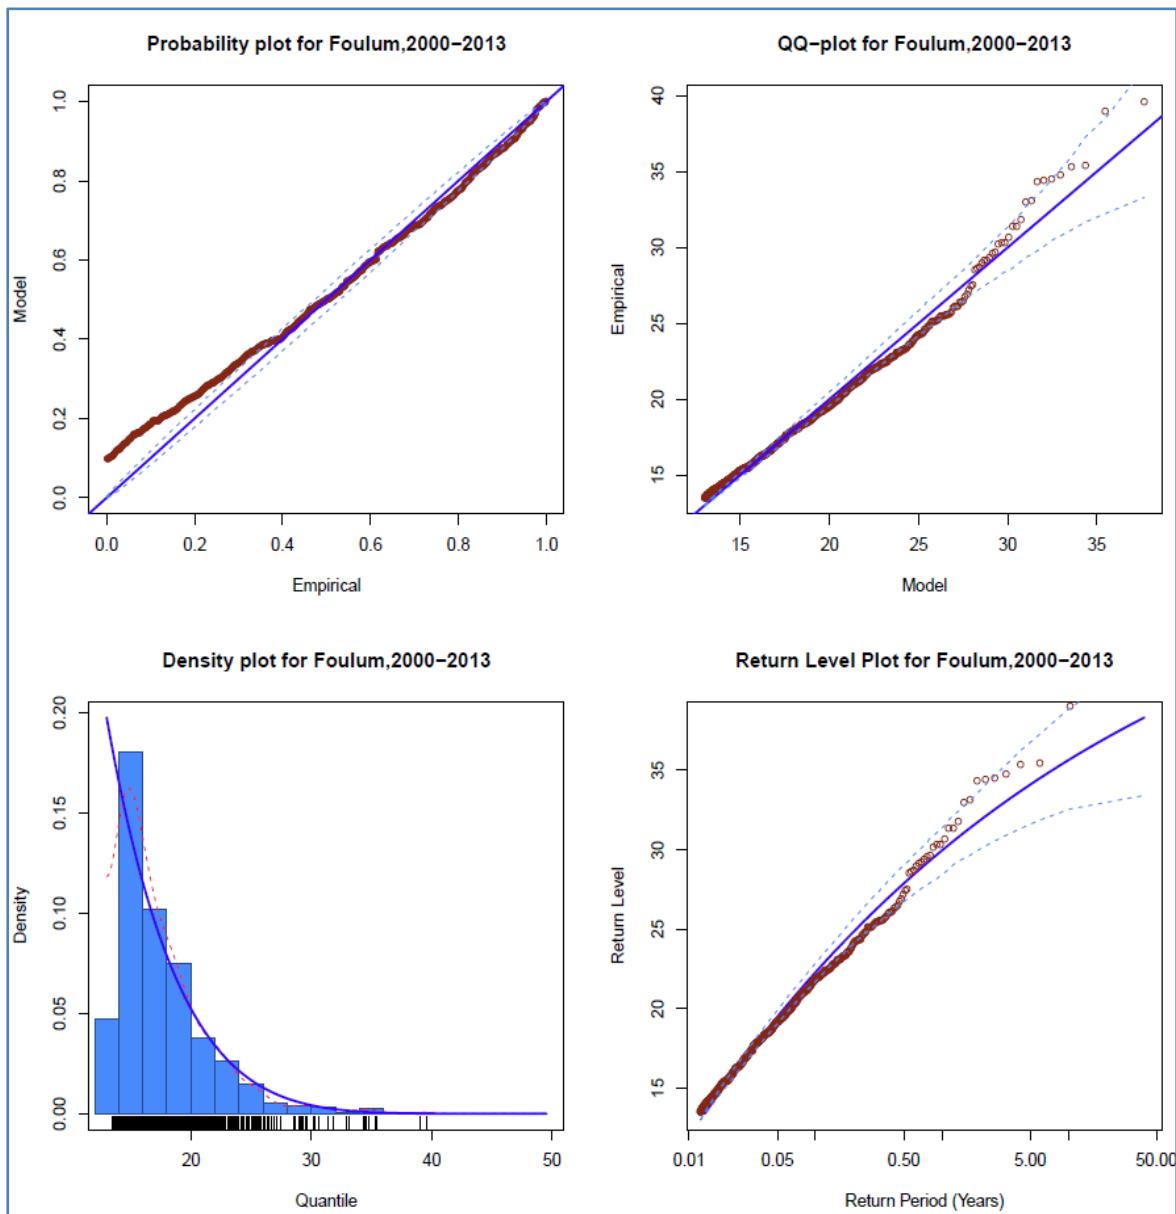 Probability plot for Foulum,2000−2013
Model
0.0 0.2 0.4 0.6 0.8 1.0
0.0 0.2 0.4 0.6 0.8 1.0
Empirical
QQ−plot for Foulum,2000−2013
Empirical
15 20 25 30 35 40
15 20 25 30 35
Model
Density plot for Foulum,2000−2013
Density
0.00 0.05 0.10 0.15 0.20
20 30 40 50
Quantile
Return Level Plot for Foulum,2000−2013
Return Level
15 20 25 30 35
0.01 0.05 0.50 5.00 50.00
Return Period (Years)